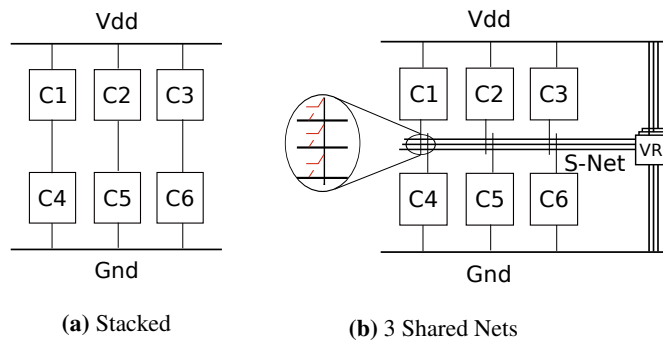 Vdd
C1 C2 C3
C4 C5 C6
Gnd
(a) Stacked
Vdd
C1 C2 C3
VR
S-Net
C4 C5 C6
Gnd
(b) 3 Shared Nets